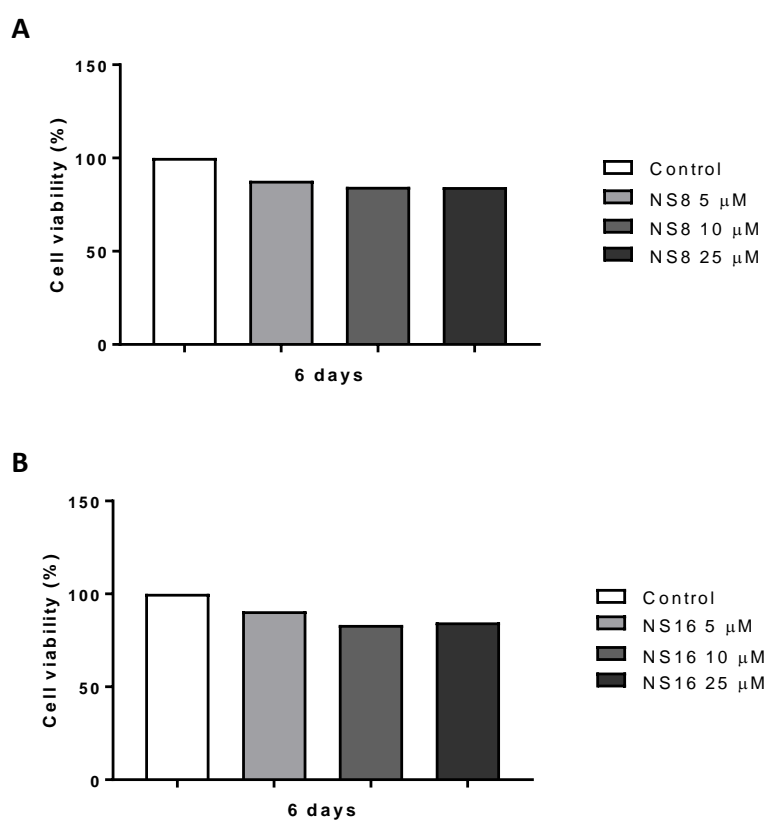 A
150
100
50
0
Cell viability (%)
6 days
Control
NS8 5 μM
NS8 10 μM
NS8 25 μM
B
150
100
50
0
Cell viability (%)
6 days
Control
NS16 5 μM
NS16 10 μM
NS16 25 μM